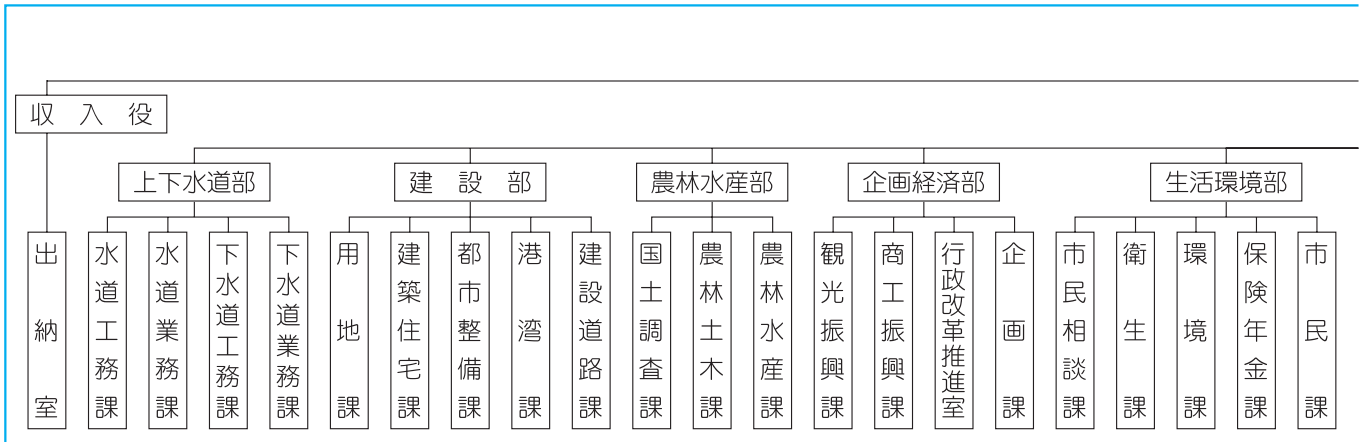 収入役
上下水道部
建設部
農林水産部
企画経済部
生活環境部
出納室
水道工務課
水道業務課
下水道工務課
下水道業務課
用地課
建築住宅課
都市整備課
港湾課
建設道路課
国土調査課
農林土木課
農林水産課
観光振興課
商工振興課
行政改革推進室
企画課
市民相談課
衛生課
環境課
保険年金課
市民課